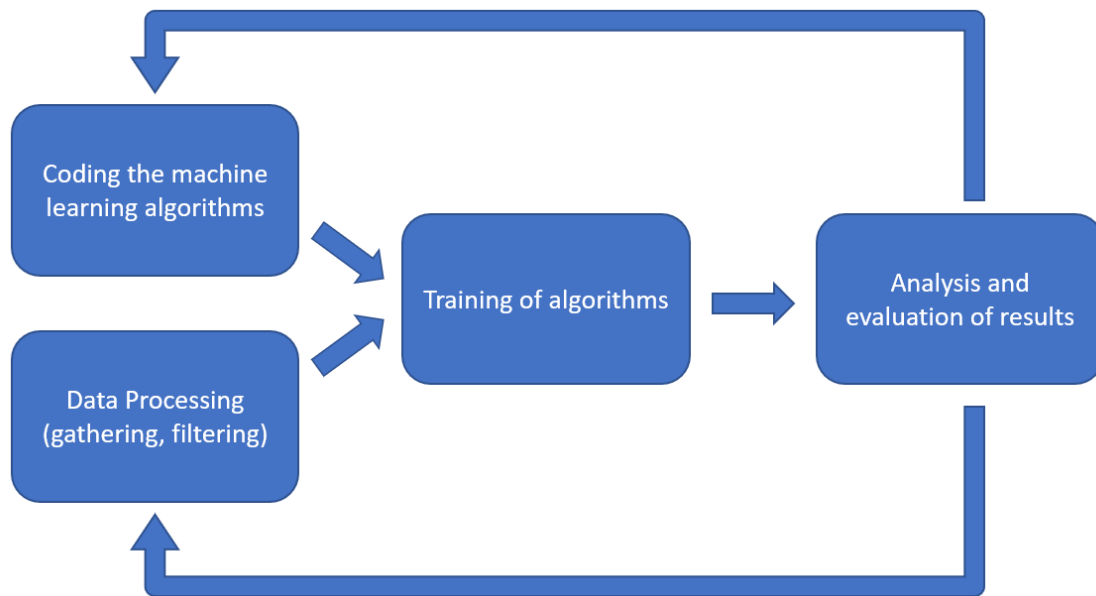 Coding the machine
learning algorithms
Data Processing
(gathering, filtering)
Training of algorithms
Analysis and
evaluation of results